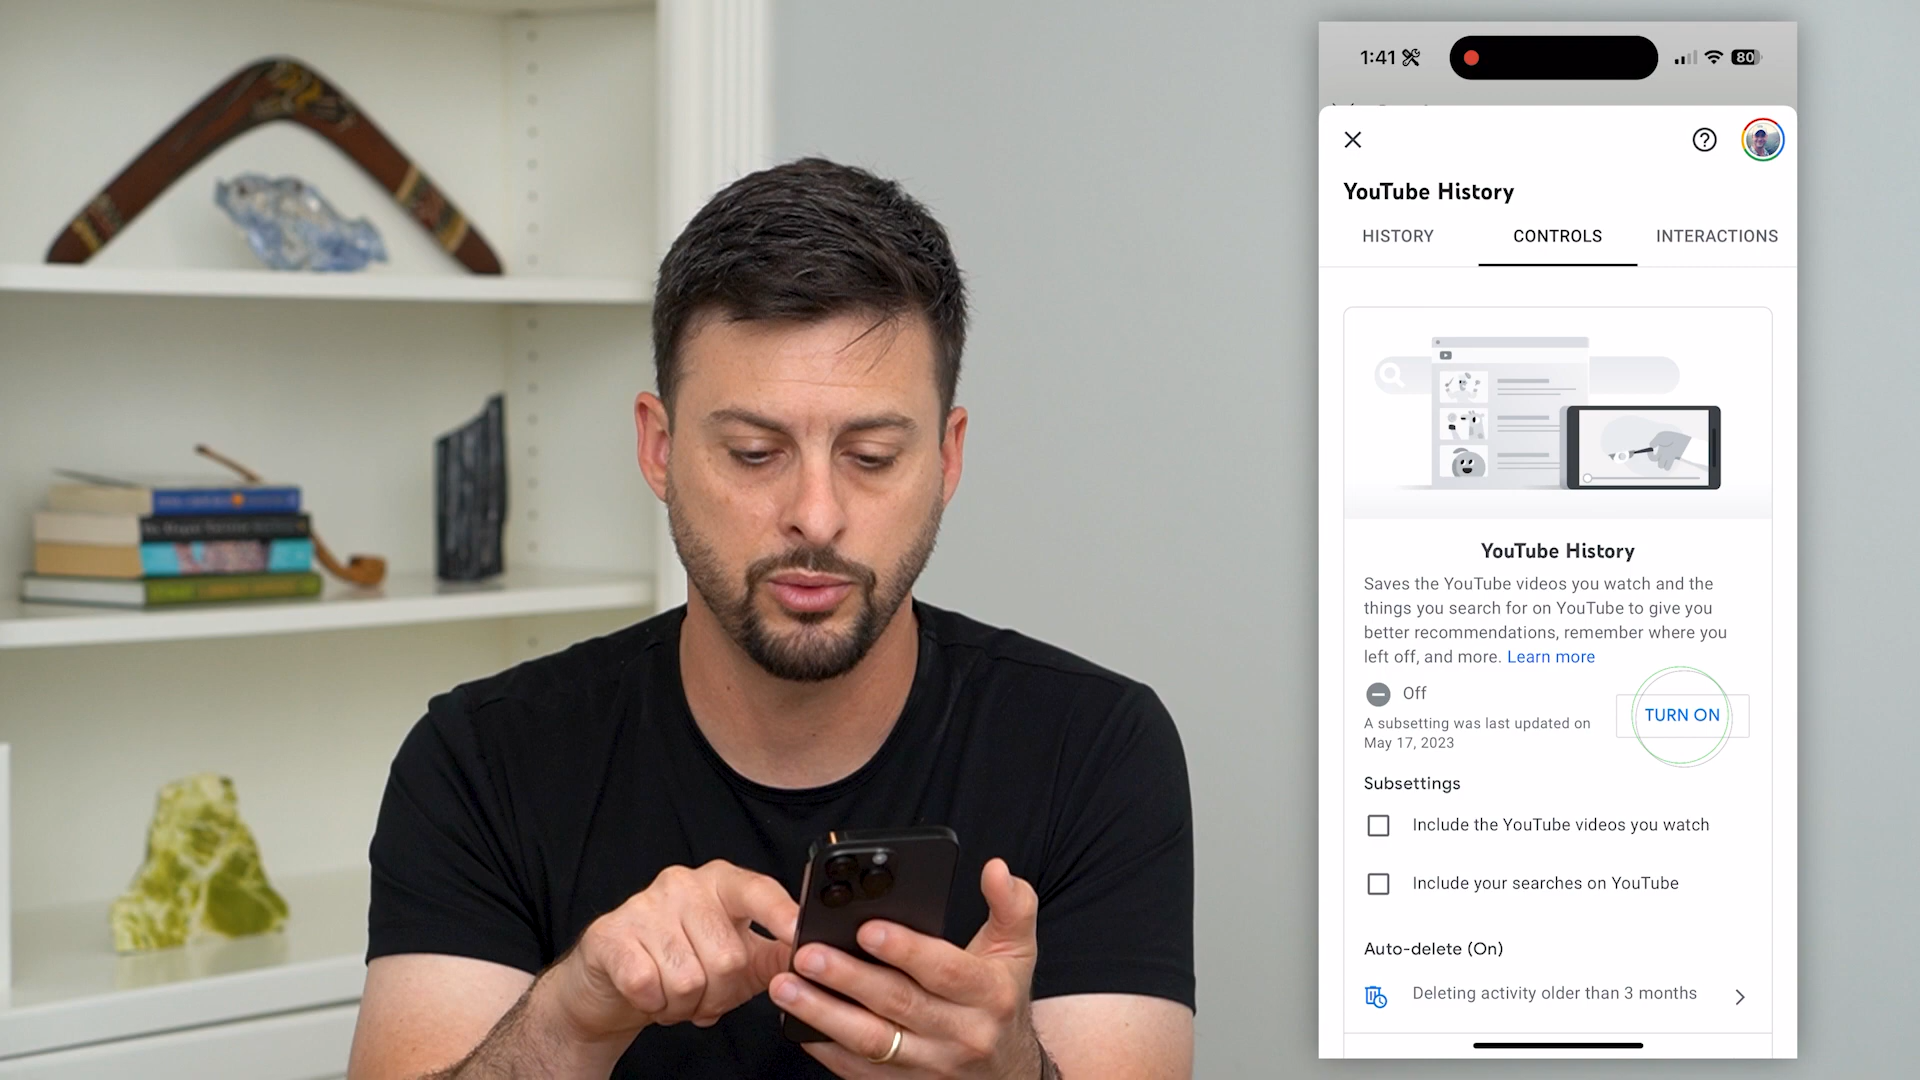 1:41
80
YouTube History
HISTORY
CONTROLS
INTERACTIONS
YouTube History
Saves the YouTube videos you watch and the
things you search for on YouTube to give you
better recommendations, remember where you
left off, and more. Learn more
Off
TURN ON
A subsetting was last updated on
May 17, 2023
Subsettings
Include the YouTube videos you watch
Include your searches on YouTube
Auto-delete (On)
Deleting activity older than 3 months